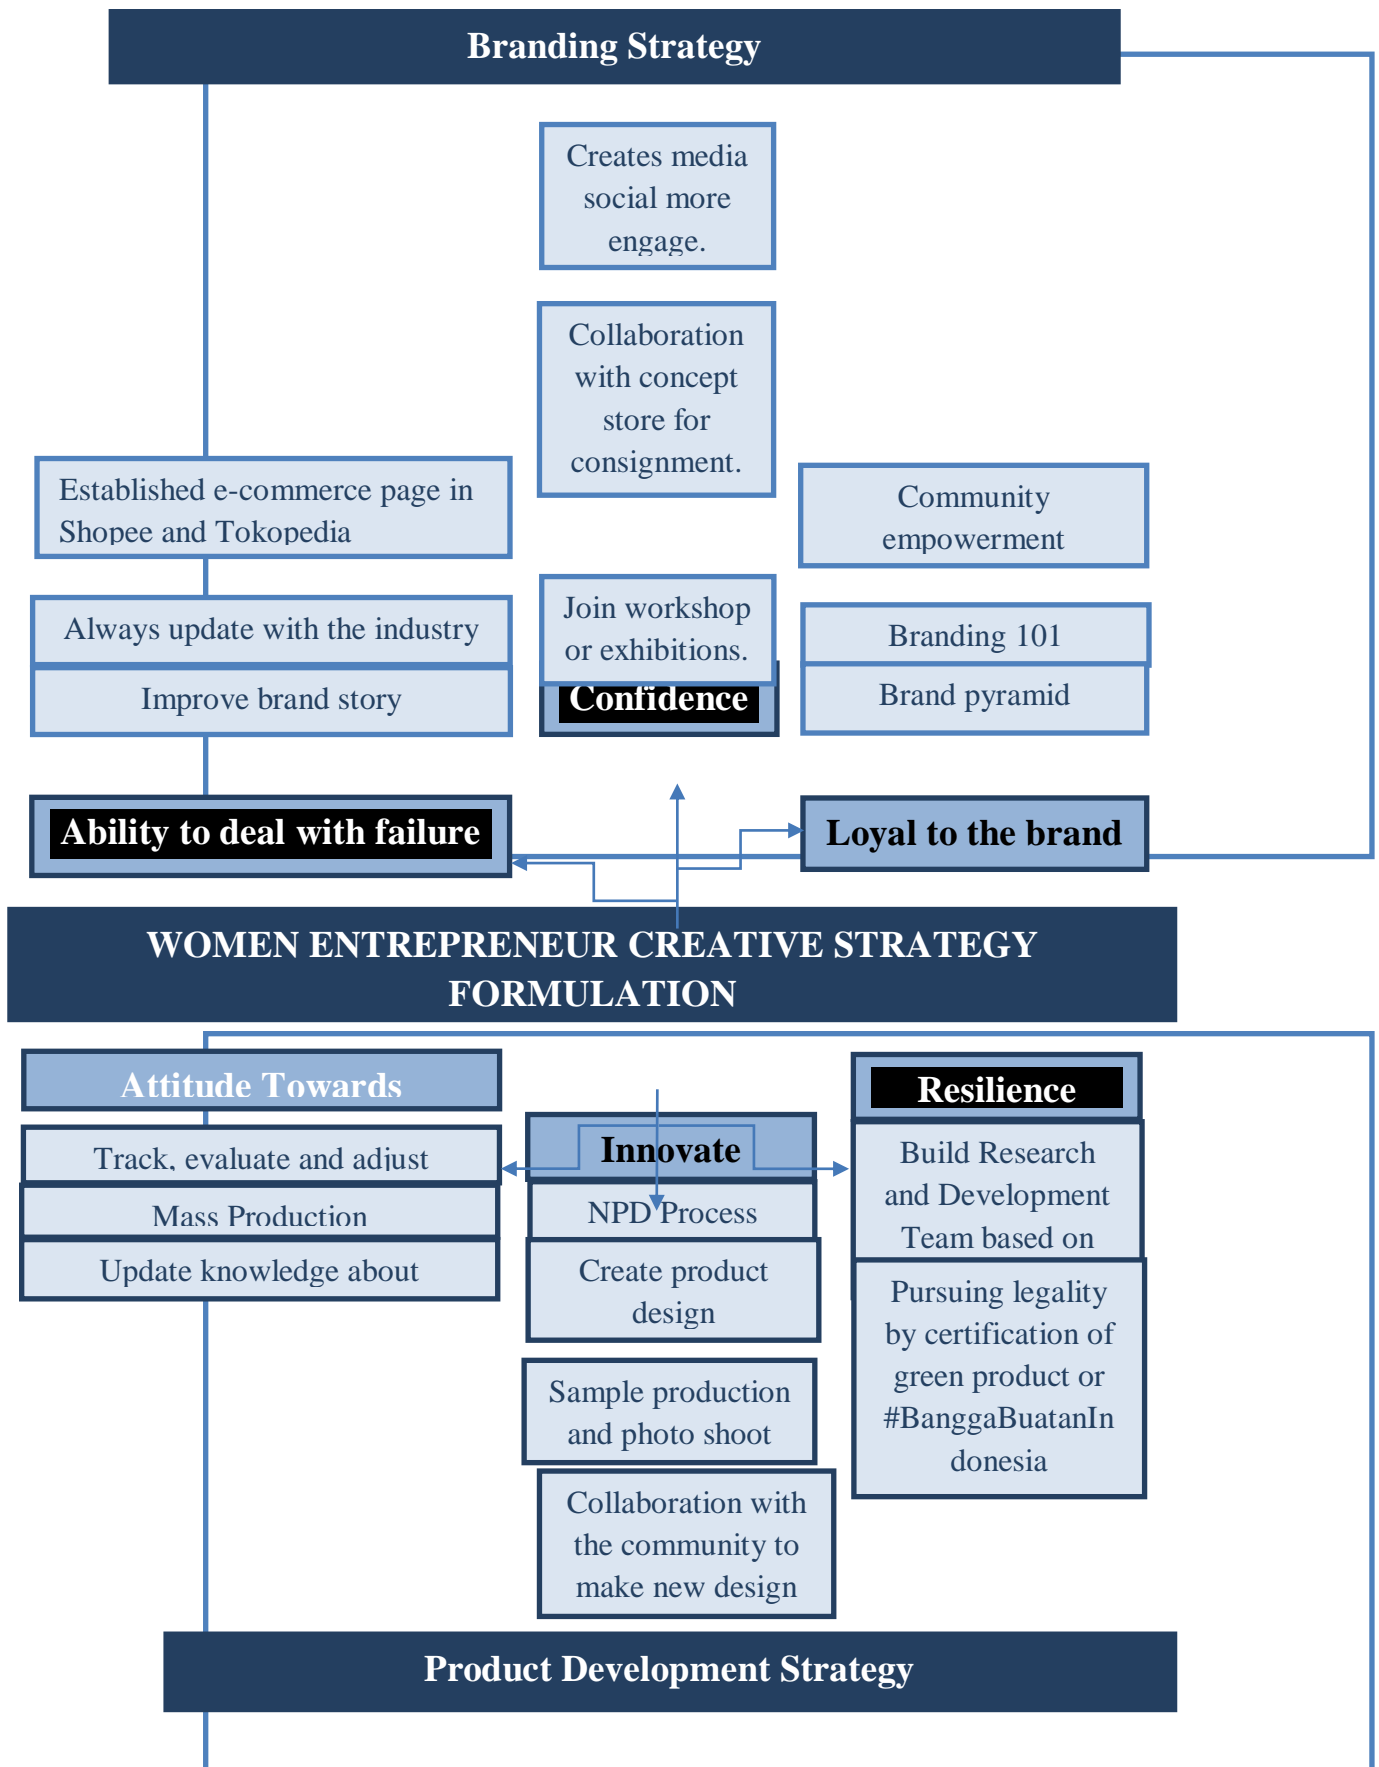 Branding Strategy
Creates media
social more
engage.
Collaboration
with concept
store for
consignment.
Established e-commerce page in
Shopee and Tokopedia
Community
empowerment
Always update with the industry
Join workshop
or exhibitions.
Branding 101
Improve brand story
Confidence
Brand pyramid
Ability to deal with failure
Loyal to the brand
WOMEN ENTREPRENEUR CREATIVE STRATEGY
FORMULATION
Attitude Towards
Track, evaluate and adjust
Mass Production
Update knowledge about
Innovate
NPD Process
Create product
design
Sample production
and photo shoot
Collaboration with
the community to
make new design
Resilience
Build Research
and Development
Team based on
Pursuing legality
by certification of
green product or
#BanggaBuatanIn
donesia
Product Development Strategy